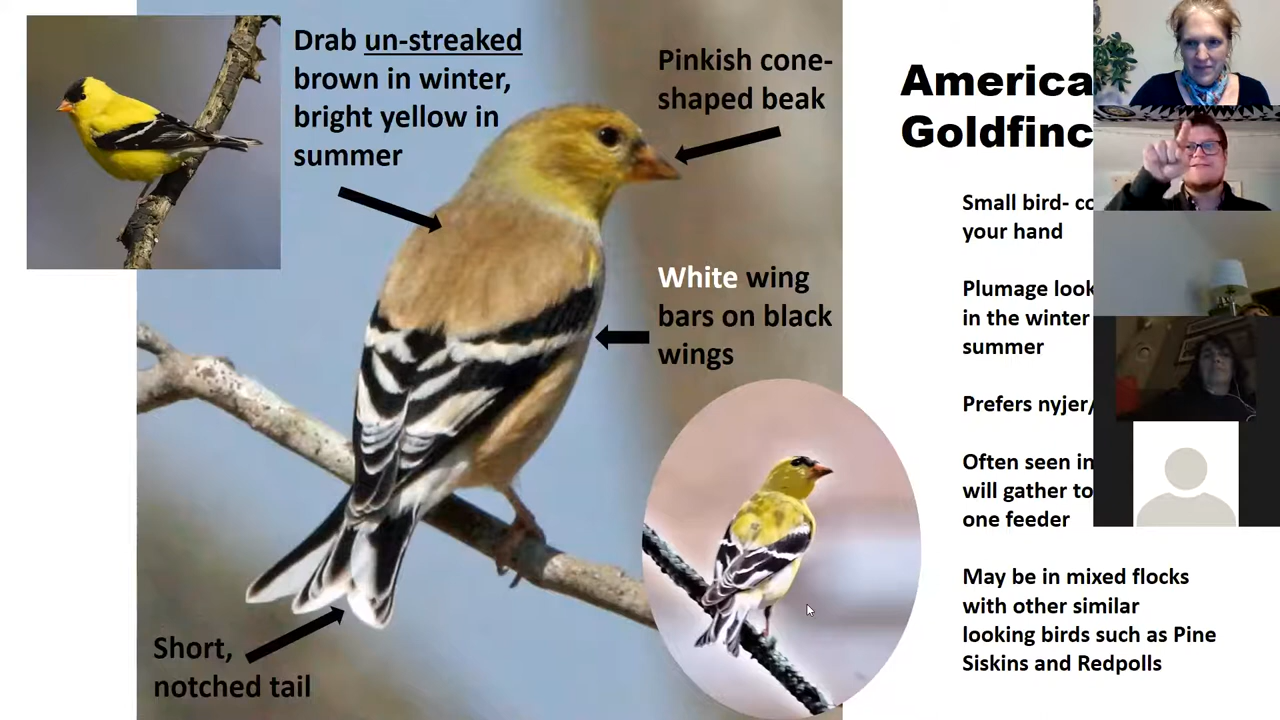 Drab un-streaked
brown in winter,
bright yellow in
summer
Pinkish cone-
shaped beak
White wing
bars on black
wings
Short,
notched tail
America
Goldfinc
Small bird- co
your hand
Plumage look
in the winter
summer
Prefers nyjer/
Often seen in
will gather to
one feeder
May be in mixed flocks
with other similar
looking birds such as Pine
Siskins and Redpolls